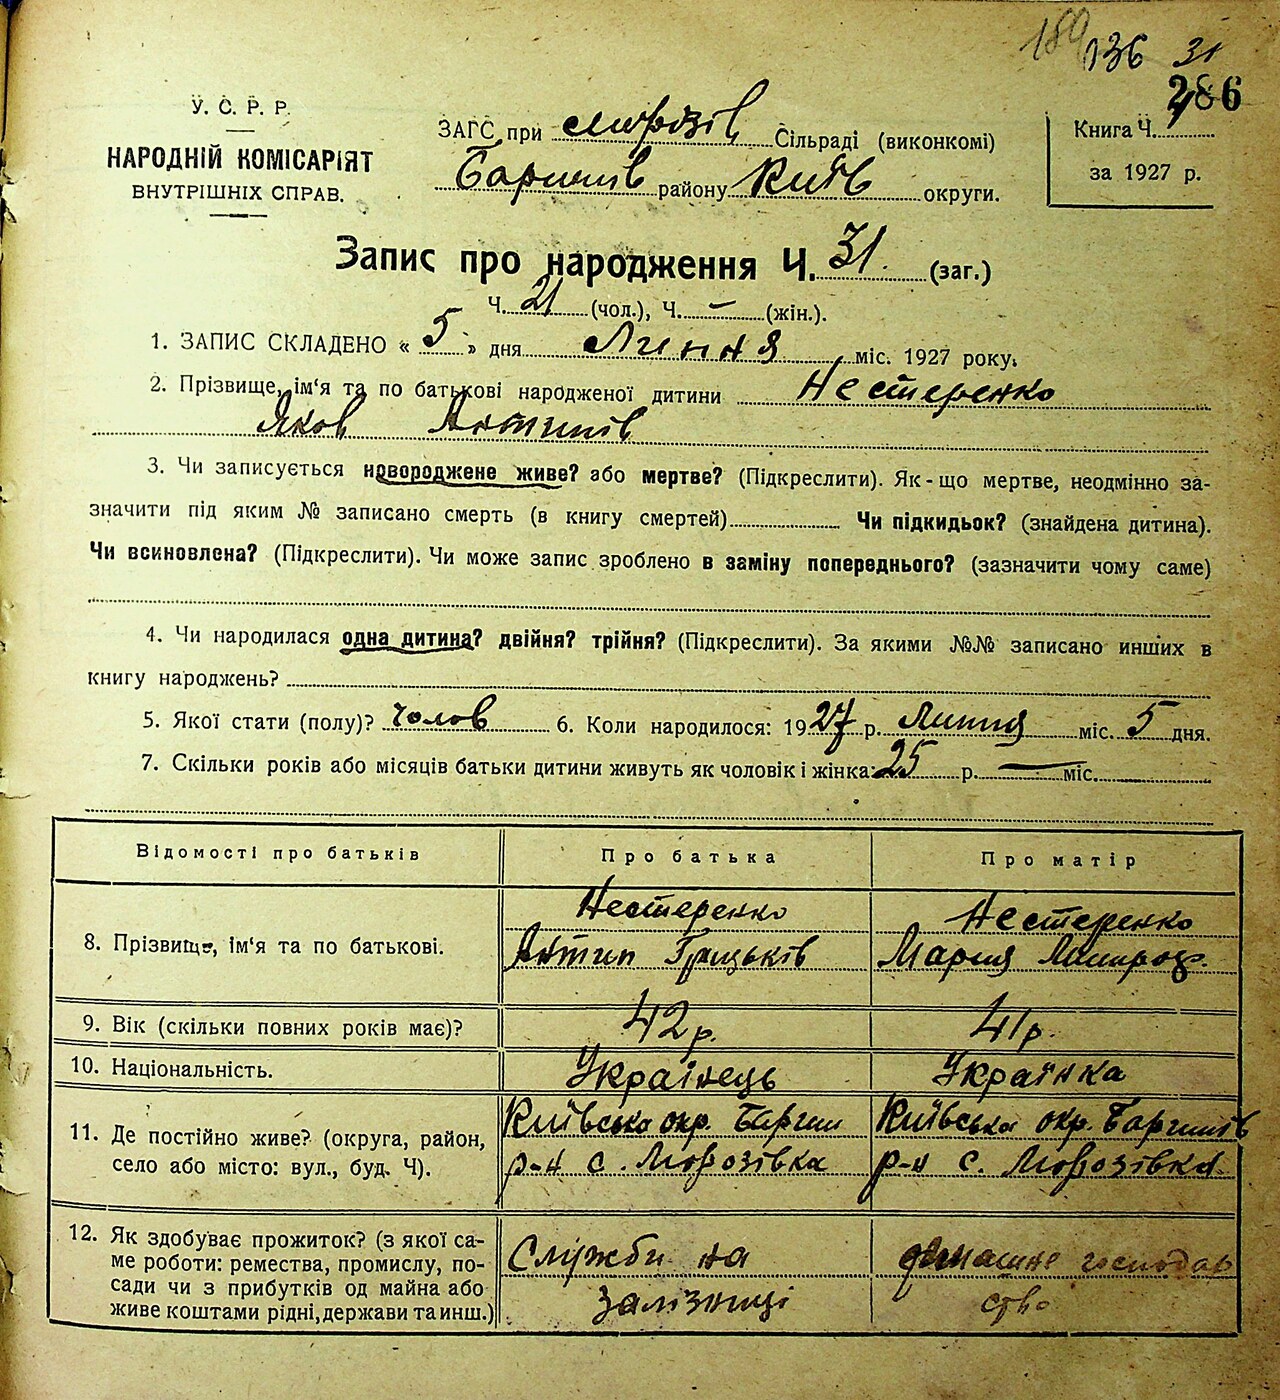 189 136 31
286
У. С. Р. Р.
НАРОДНІЙ КОМІСАРІЯТ
ВНУТРІШНІХ СПРАВ.
ЗАГС при Морозів Сільраді (виконкомі)
Баришів району Київ округи.
Книга Ч.
за 1927 р.
Запис про народження Ч. 31 (заг.)
Ч. 21 (чол.), Ч. – (жін.).
1. ЗАПИС СКЛАДЕНО « 5 » дня Липня міс. 1927 року.
2. Прізвище, ім'я та по батькові народженої дитини Нестеренко
Яков Антипів
3. Чи записується новороджене живе? або мертве? (Підкреслити). Як-що мертве, неодмінно за-
значити під яким № записано смерть (в книгу смертей) Чи підкидьок? (знайдена дитина).
Чи всиновлена? (Підкреслити). Чи може запис зроблено в заміну попереднього? (зазначити чому саме)
4. Чи народилася одна дитина? двійня? трійня? (Підкреслити). За якими №№ записано инших в
книгу народжень?
5. Якої стати (полу)? чолов 6. Коли народилося: 1927 р. Липня міс. 5 дня.
7. Скільки років або місяців батьки дитини живуть як чоловік і жінка: 25 р. — міс.
Відомості про батьків Про батька Про матір
8. Прізвище, ім'я та по батькові.
Нестеренко
Антип Грицьків
Нестеренко
Мария
9. Вік (скільки повних років має)? 42 р. 41 р.
10. Національність. Українець Українка
11. Де постійно живе? (округа, район,
село або місто: вул., буд. Ч).
Київська окр. Бариш
р-н с. Морозівка
Київська окр. Баришів
р-н с. Морозівка
12. Як здобуває прожиток? (з якої са-
ме роботи: ремества, промислу, по-
сади чи з прибутків од майна або
живе коштами рідні, держави та инш.)
Служби на
залізниці
домашне господар
ство